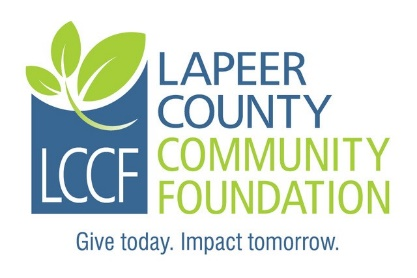 LAPEER
COUNTY
COMMUNITY
FOUNDATION
LCCF
Give today. Impact tomorrow.